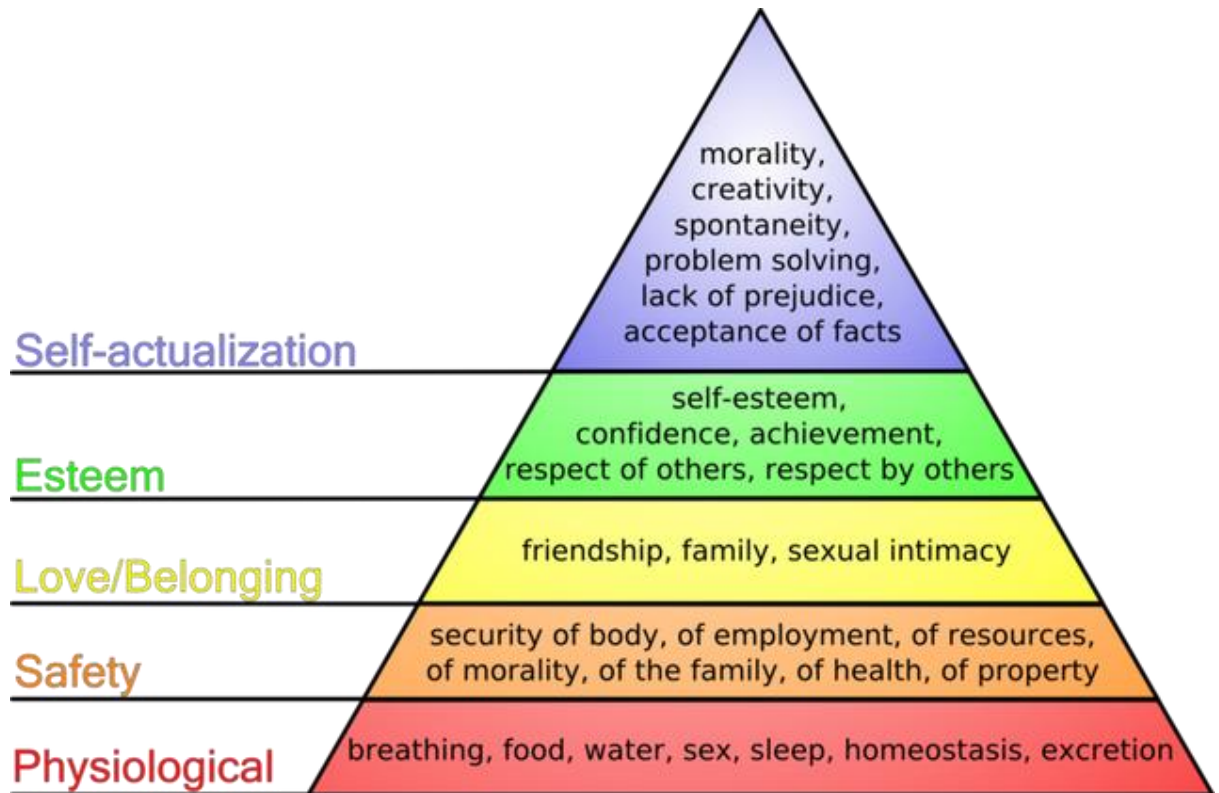 morality,
creativity,
spontaneity,
problem solving,
lack of prejudice,
acceptance of facts
Self-actualization
self-esteem,
confidence, achievement,
respect of others, respect by others
Esteem
friendship, family, sexual intimacy
Love/Belonging
security of body, of employment, of resources,
of morality, of the family, of health, of property
Safety
breathing, food, water, sex, sleep, homeostasis, excretion
Physiological